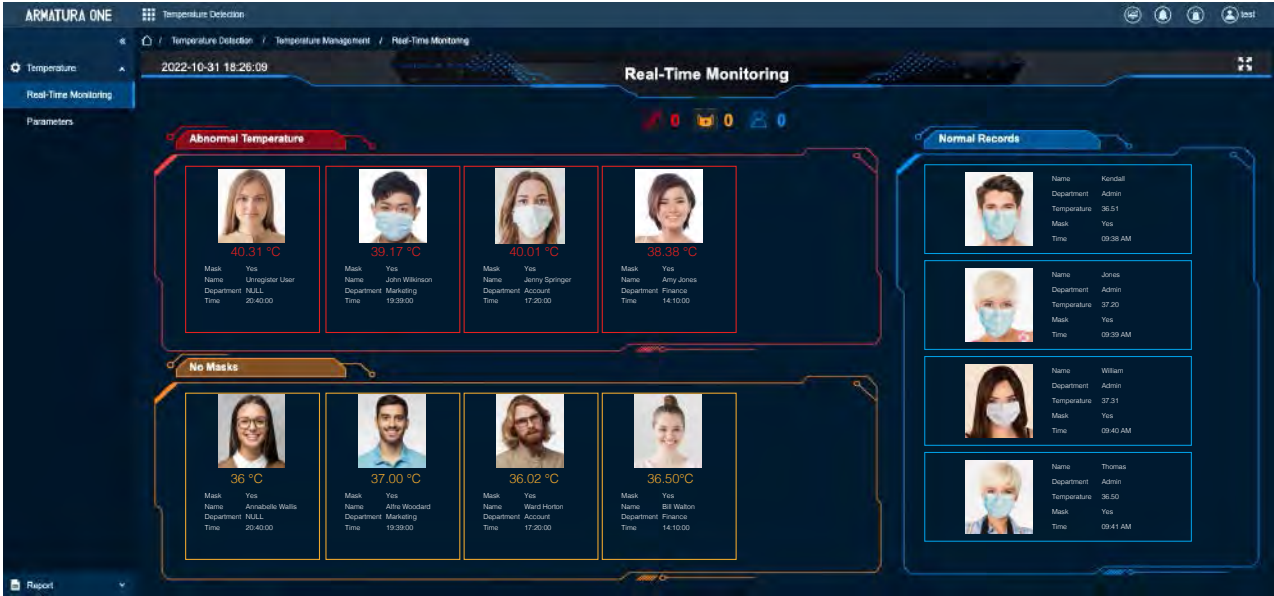 ARMATURA ONE
Temperature Detection
test
Temperature Detection / Temperature Management / Real-Time Monitoring
Temperature
Real-Time Monitoring
Parameters
Report
2022-10-31 18:26:09
Real-Time Monitoring
0 0 0
Abnormal Temperature
40.31 °C
Mask Yes
Name Unregister User
Department NULL
Time 20:40:00
39.17 °C
Mask Yes
Name John Wilkinson
Department Marketing
Time 19:39:00
40.01 °C
Mask Yes
Name Jenny Springer
Department Account
Time 17:20:00
38.38 °C
Mask Yes
Name Amy Jones
Department Finance
Time 14:10:00
No Masks
36 °C
Mask Yes
Name Annabelle Wallis
Department NULL
Time 20:40:00
37.00 °C
Mask Yes
Name Alfre Woodard
Department Marketing
Time 19:39:00
36.02 °C
Mask Yes
Name Ward Horton
Department Account
Time 17:20:00
36.50°C
Mask Yes
Name Bill Walton
Department Finance
Time 14:10:00
Normal Records
Name Kendall
Department Admin
Temperature 36.51
Mask Yes
Time 09:38 AM
Name Jones
Department Admin
Temperature 37.20
Mask Yes
Time 09:39 AM
Name William
Department Admin
Temperature 37.31
Mask Yes
Time 09:40 AM
Name Thomas
Department Admin
Temperature 36.50
Mask Yes
Time 09:41 AM